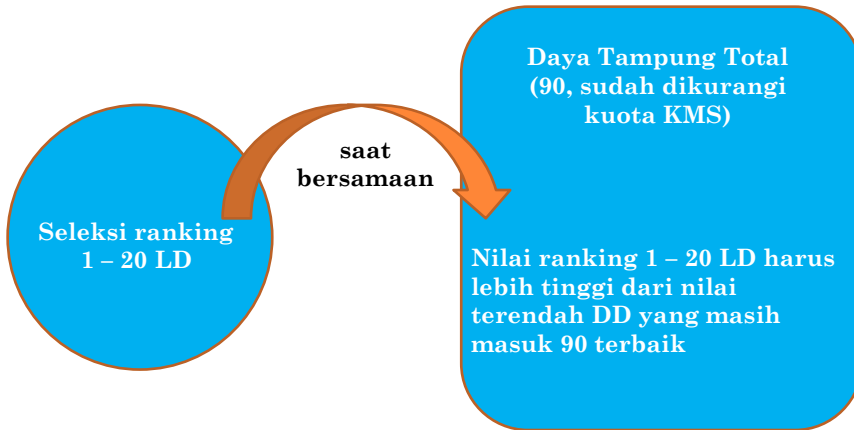 Seleksi ranking
1 – 20 LD
saat
bersamaan
Daya Tampung Total
(90, sudah dikurangi
kuota KMS)
Nilai ranking 1 – 20 LD harus
lebih tinggi dari nilai
terendah DD yang masih
masuk 90 terbaik